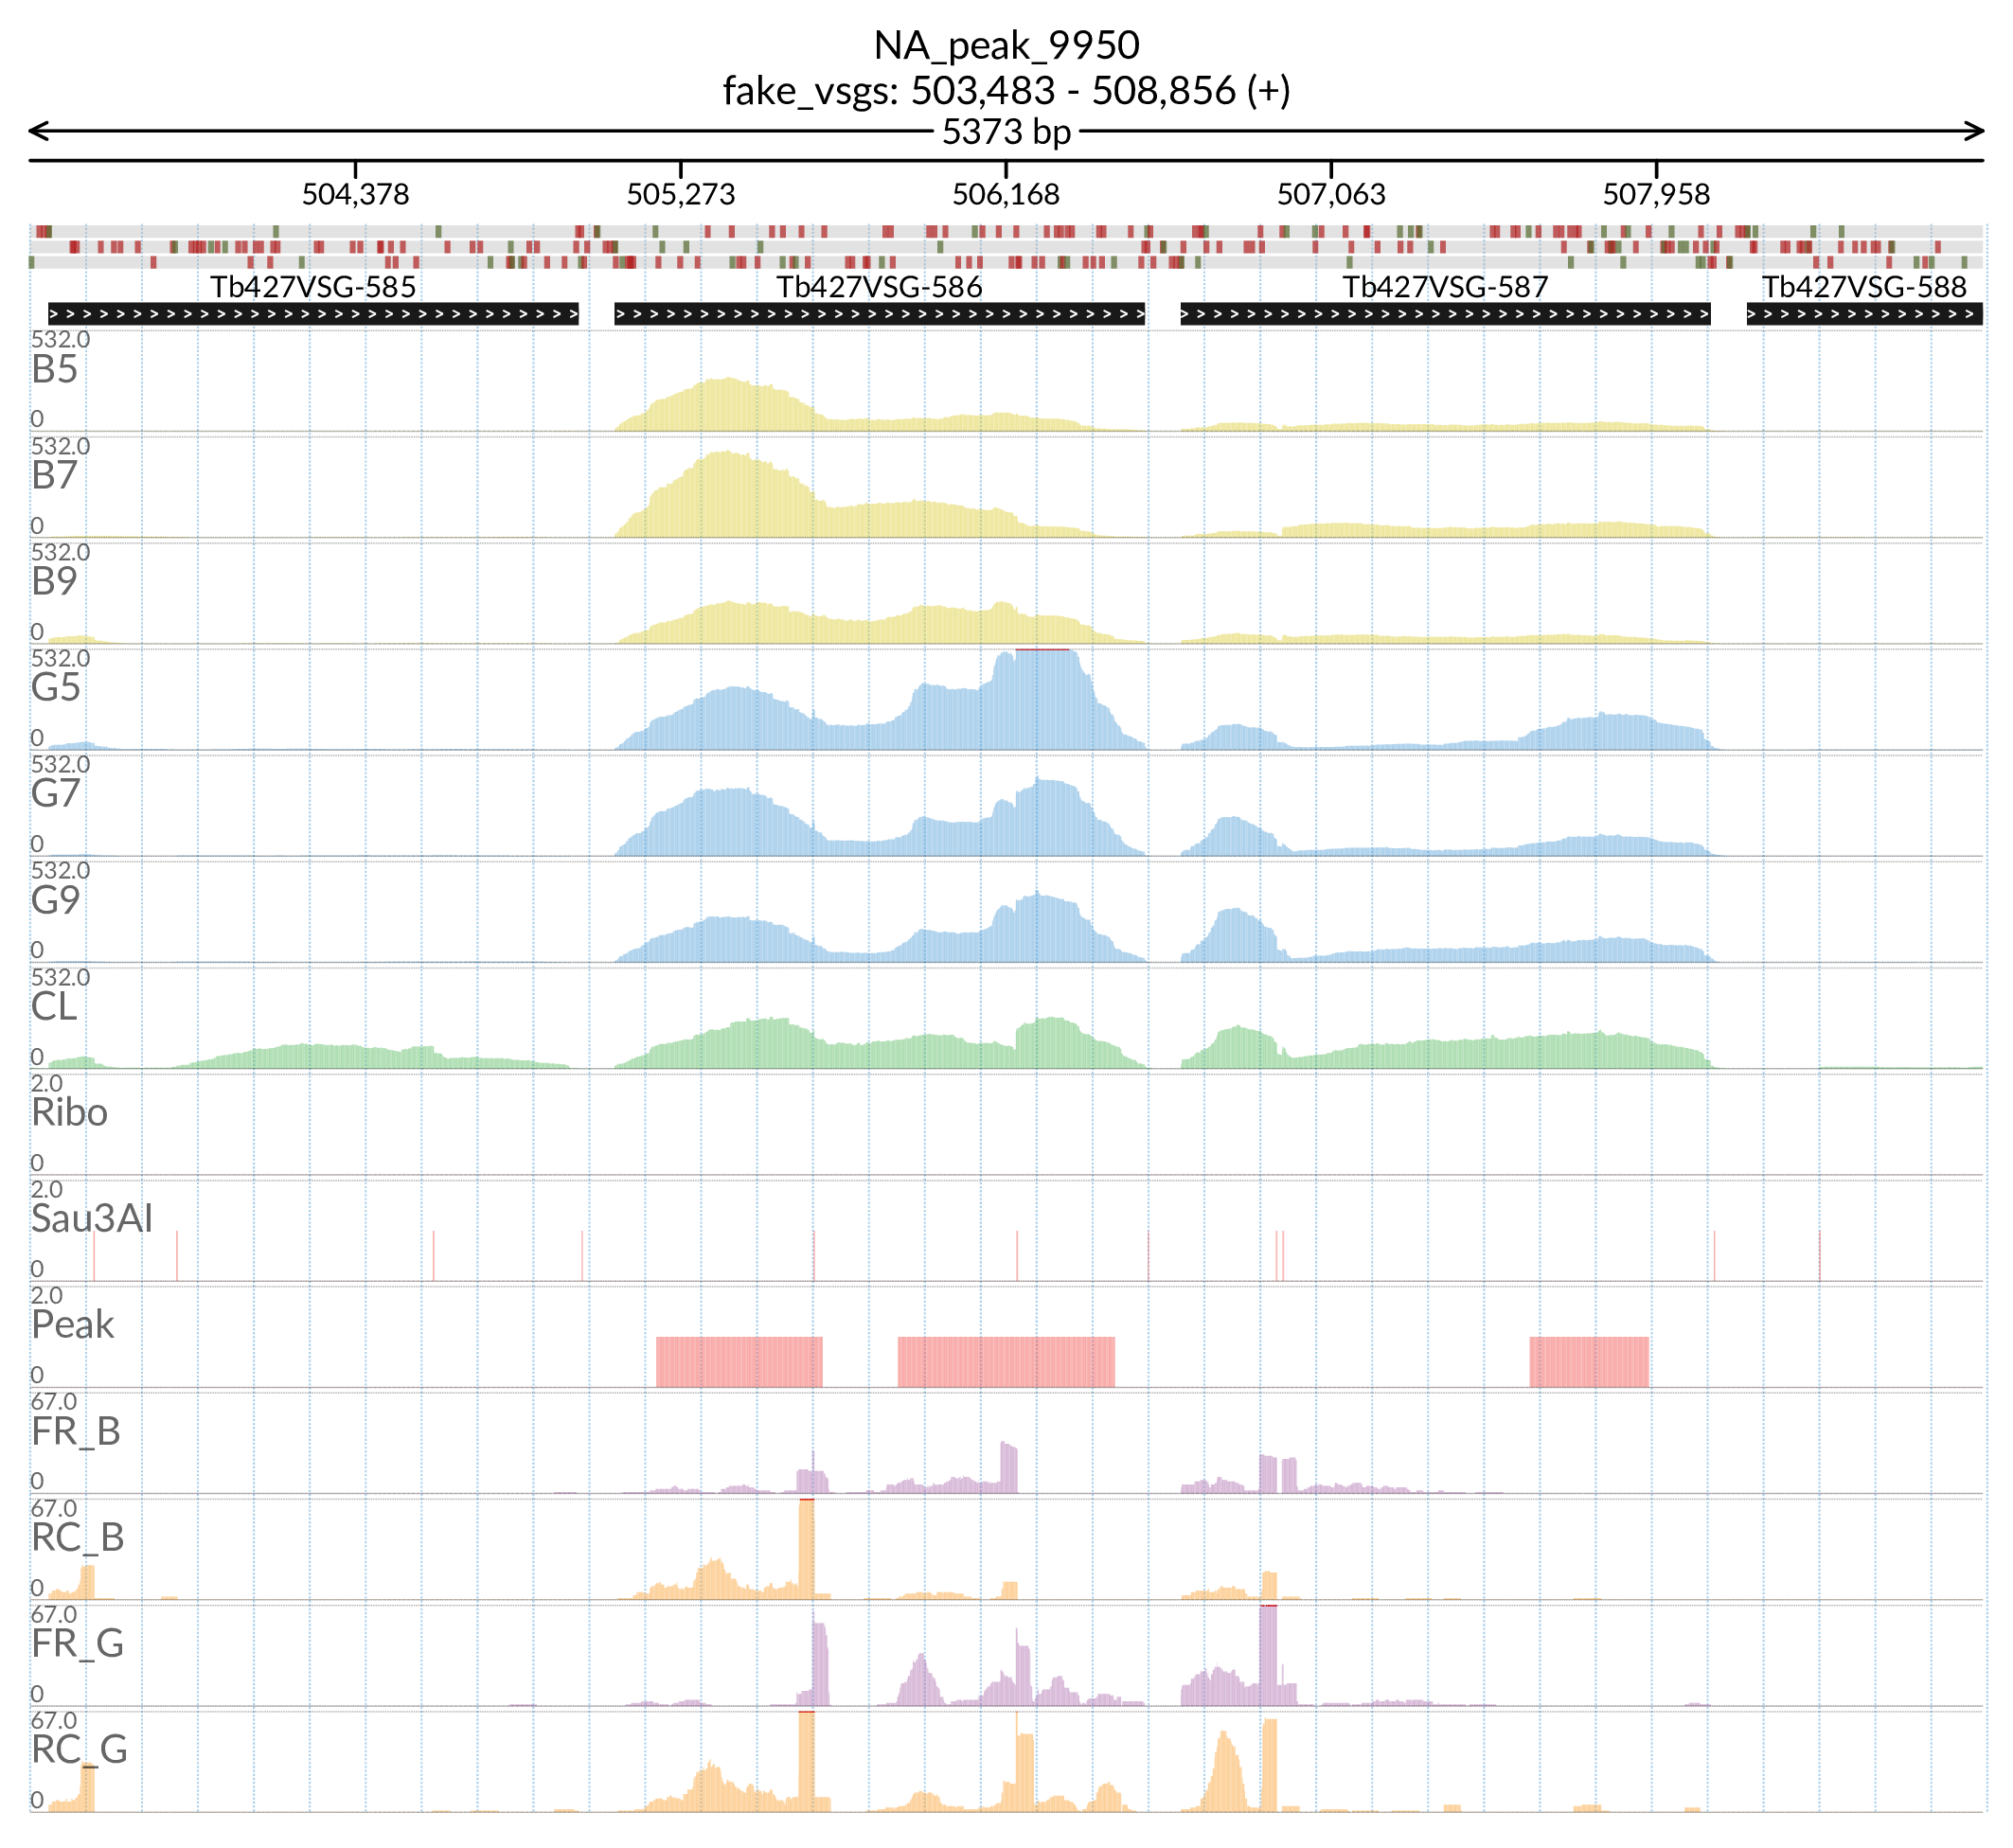 NA_peak_9950
fake_vsgs: 503,483 - 508,856 (+)
5373 bp
504,378 505,273 506,168 507,063 507,958
Tb427VSG-585 Tb427VSG-586 Tb427VSG-587 Tb427VSG-588
532.0
B5
0
532.0
B7
0
532.0
B9
0
532.0
G5
0
532.0
G7
0
532.0
G9
0
532.0
CL
0
2.0
Ribo
0
2.0
Sau3AI
0
2.0
Peak
0
67.0
FR_B
0
67.0
RC_B
0
67.0
FR_G
0
67.0
RC_G
0